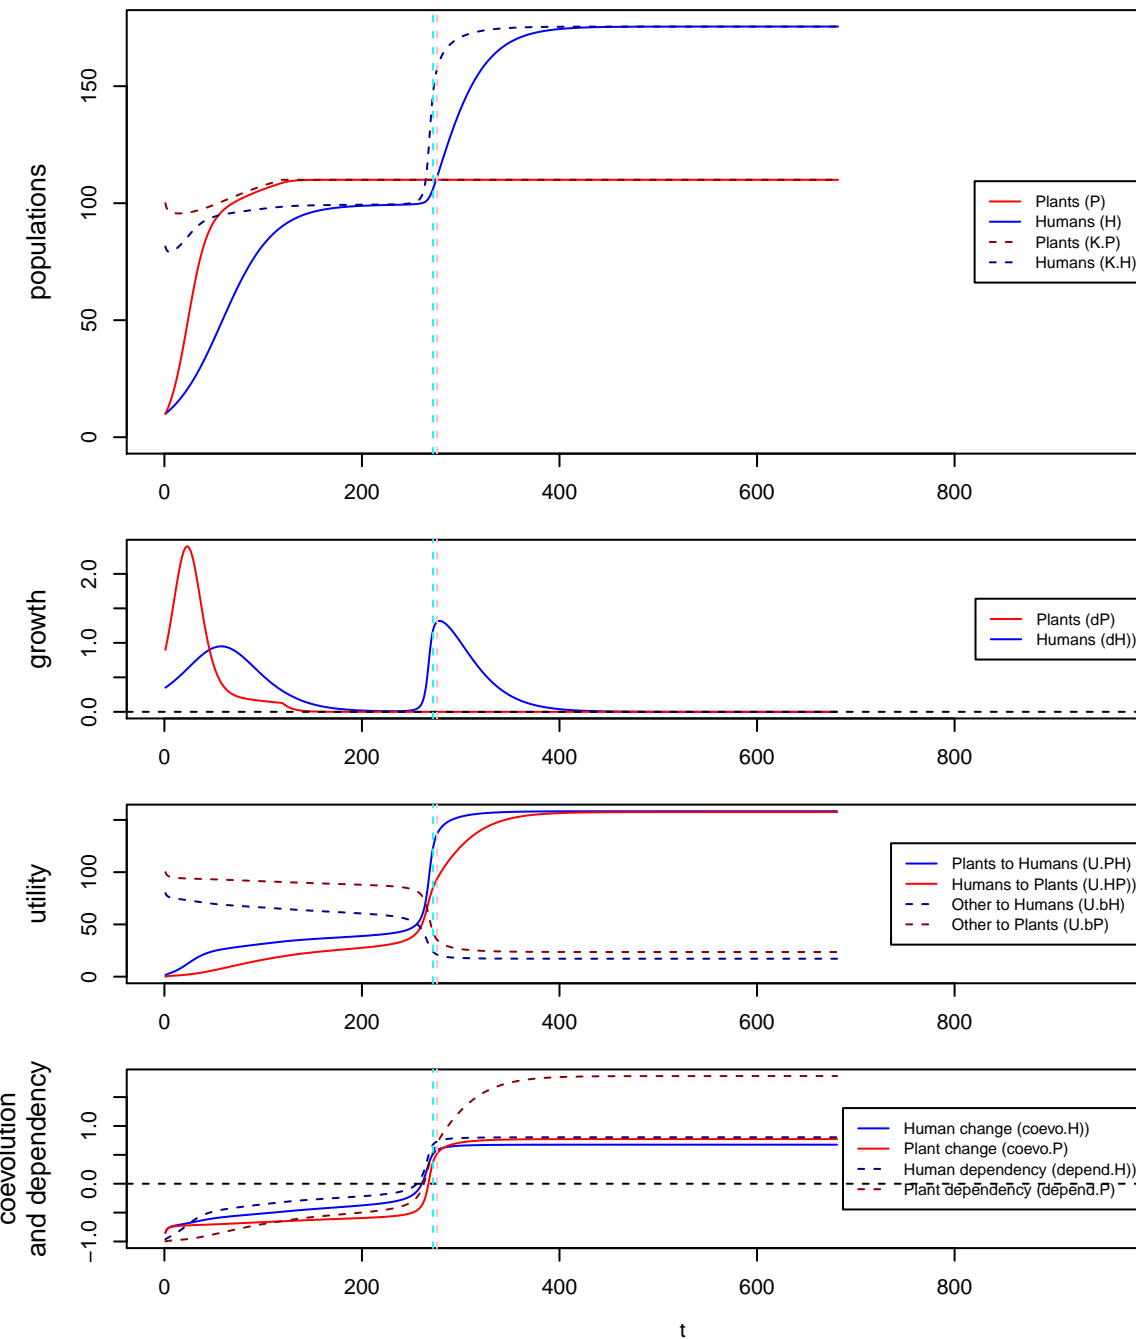 populations
150
100
50
0
Plants (P)
Humans (H)
Plants (K.P)
Humans (K.H)
0 200 400 600 800
growth
2.0
1.0
0.0
Plants (dP)
Humans (dH))
0 200 400 600 800
utility
100
50
0
Plants to Humans (U.PH)
Humans to Plants (U.HP))
Other to Humans (U.bH)
Other to Plants (U.bP)
0 200 400 600 800
coevolution
and dependency
1.0
0.0
−1.0
Human change (coevo.H))
Plant change (coevo.P)
Human dependency (depend.H))
Plant dependency (depend.P)
0 200 400 600 800
t